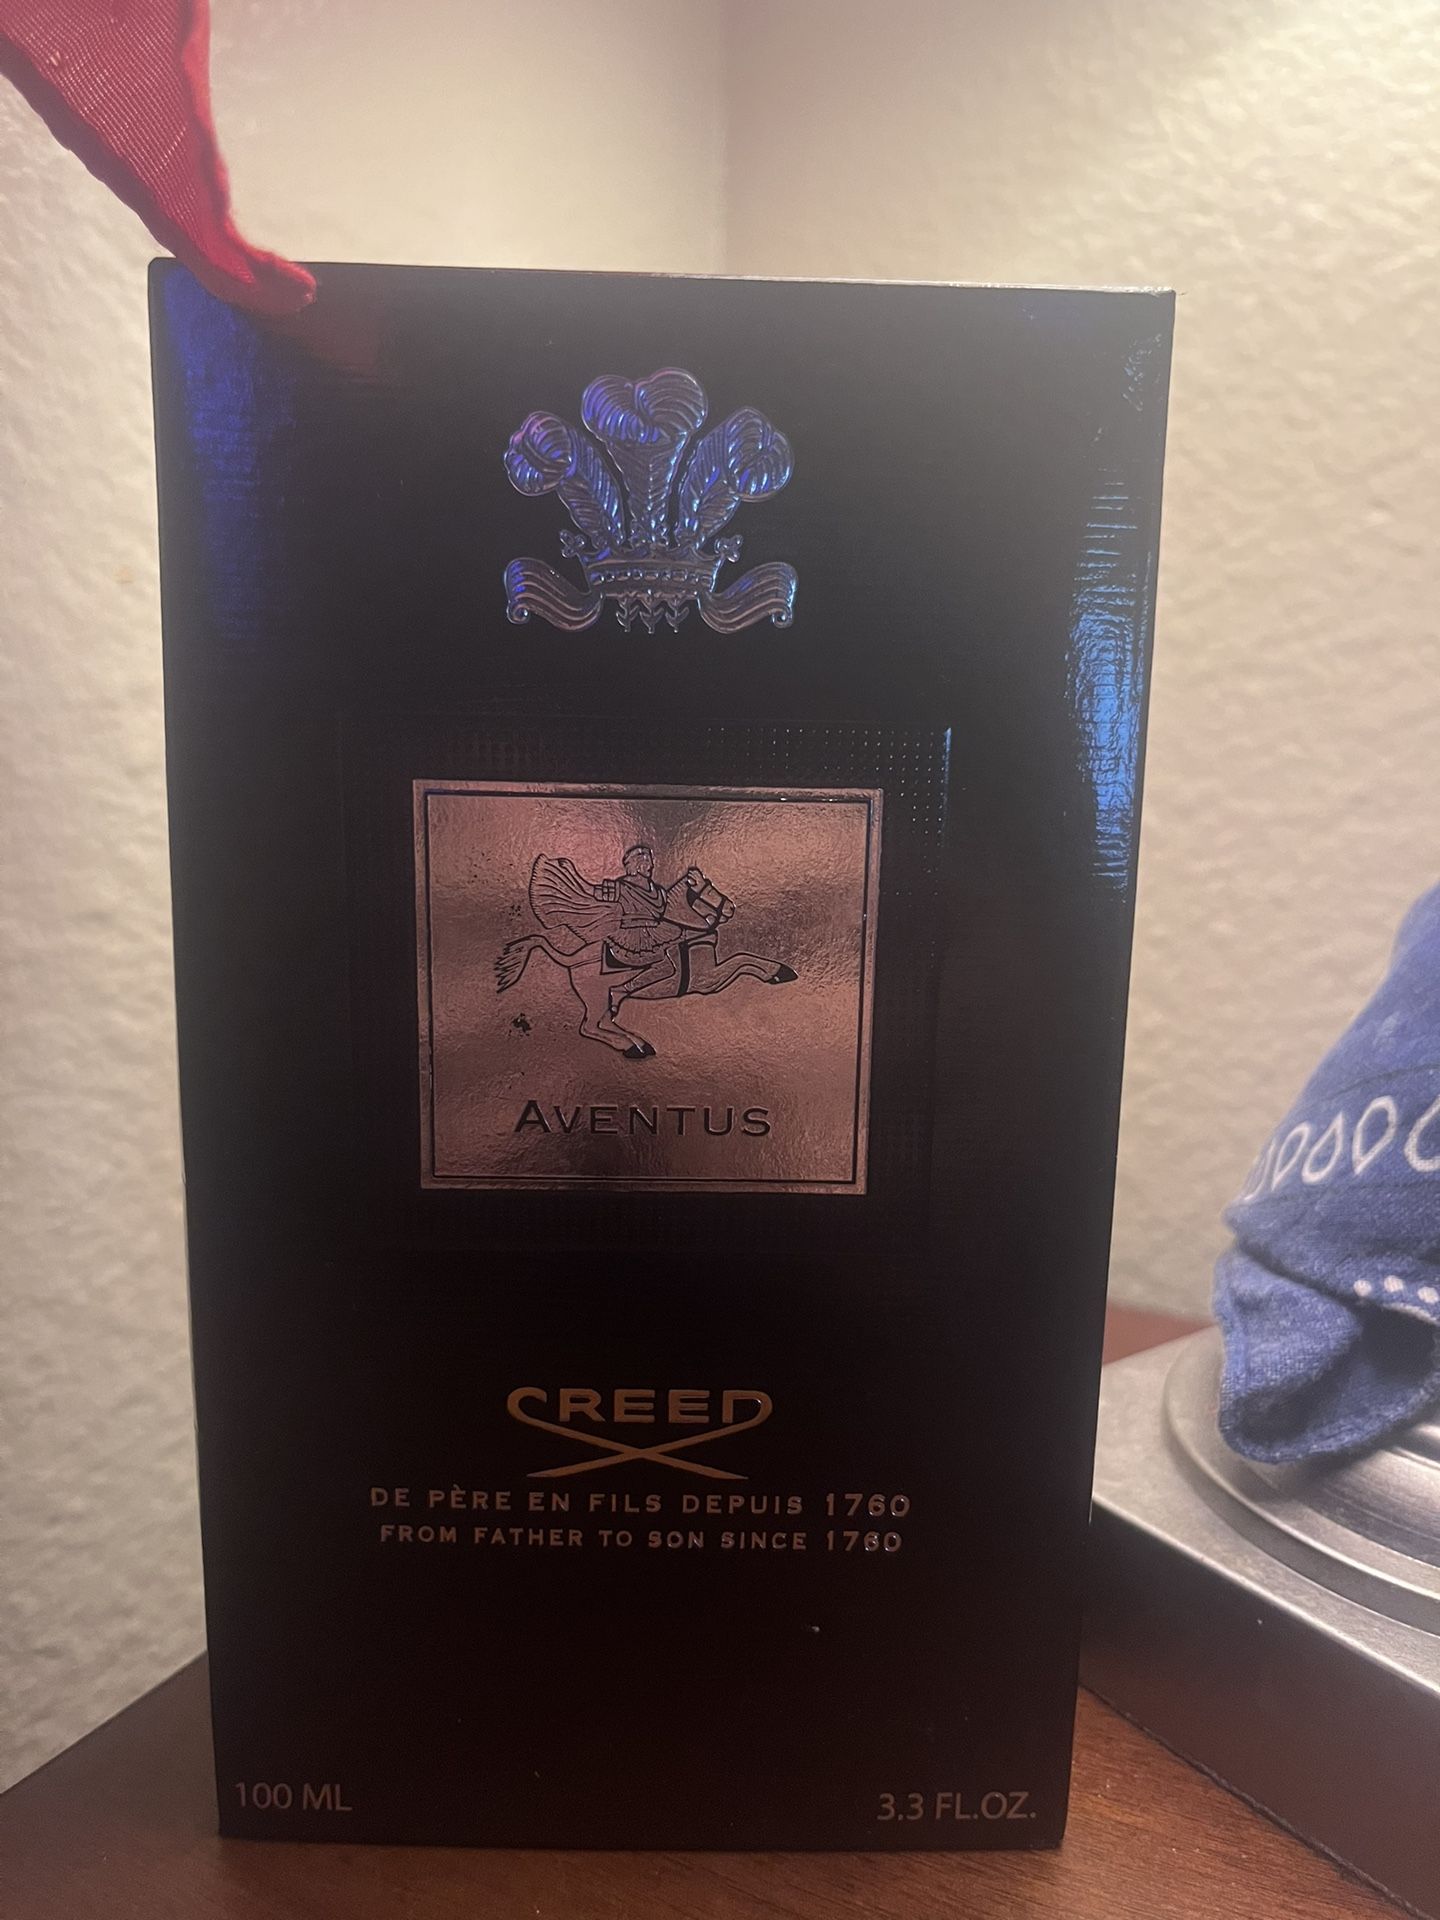 AVENTUS
CREED
DE PÈRE EN FILS DEPUIS 1760
FROM FATHER TO SON SINCE 1760
100 ML
3.3 FL.OZ.